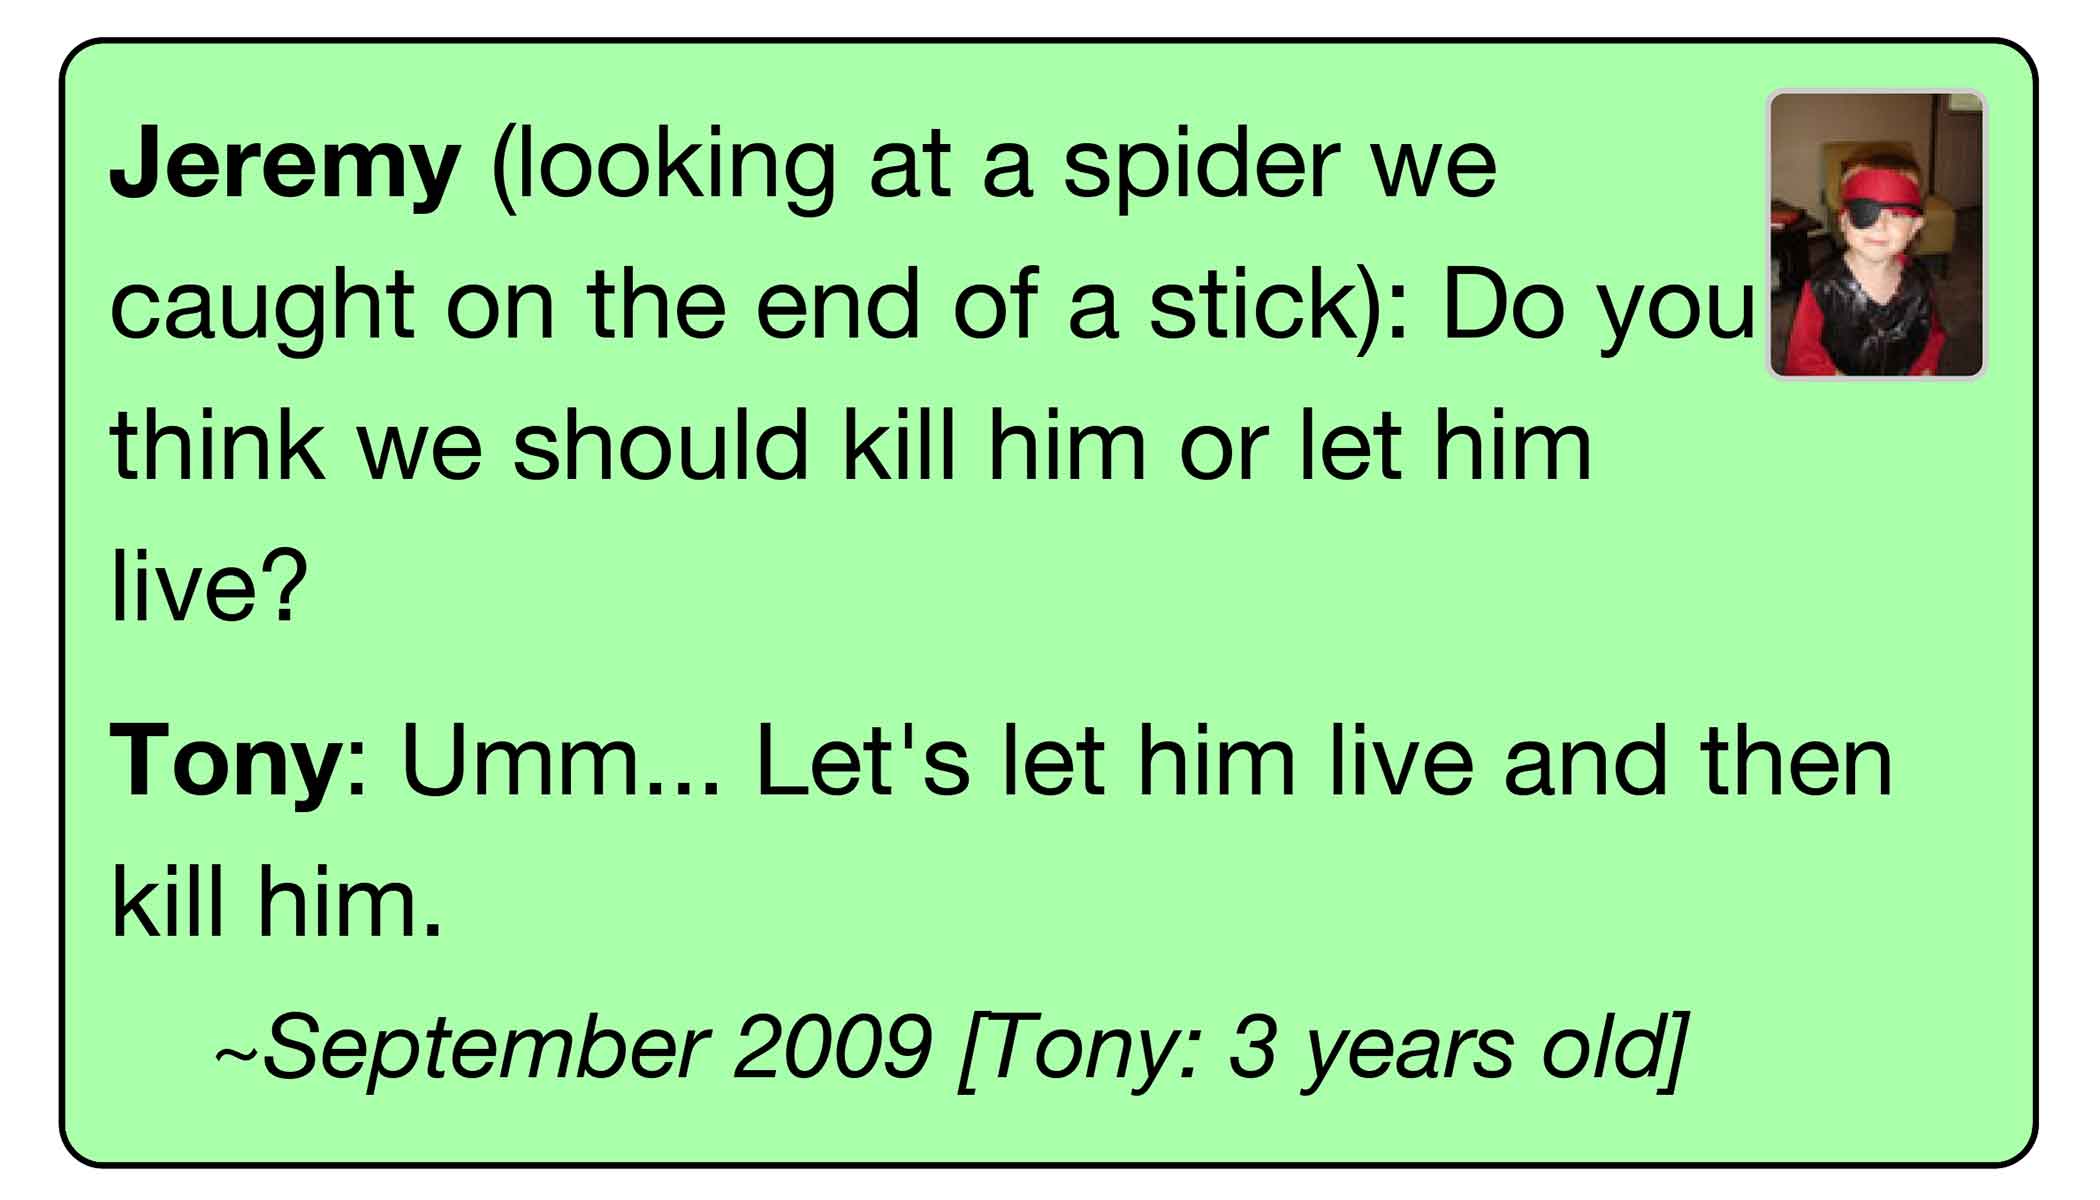 Jeremy (looking at a spider we
caught on the end of a stick): Do you
think we should kill him or let him
live?
Tony: Umm... Let's let him live and then
kill him.
~September 2009 [Tony: 3 years old]